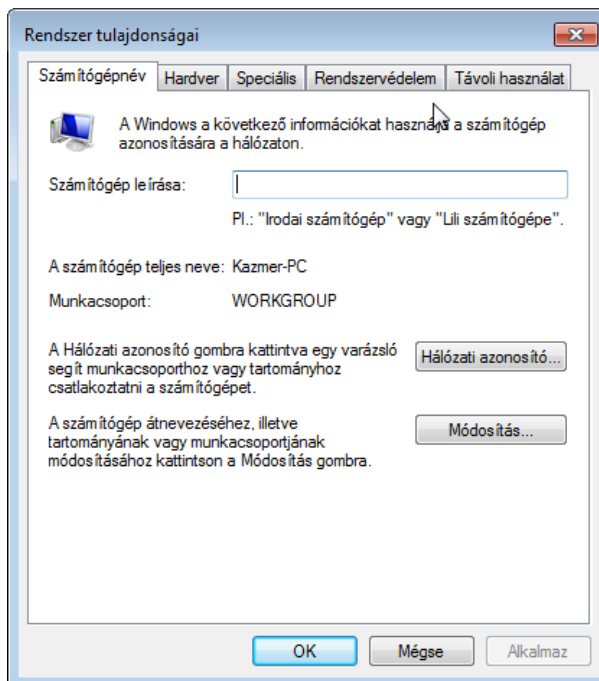 Rendszer tulajdonságai
Számítógépnév Hardver Speciális Rendszervédelem Távoli használat
A Windows a következő információkat használja a számítógép
azonosítására a hálózaton.
Számítógép leírása:
Pl.: "Irodai számítógép" vagy "Lili számítógépe".
A számítógép teljes neve: Kazmer-PC
Munkacsoport: WORKGROUP
A Hálózati azonosító gombra kattintva egy varázsló
segít munkacsoporthoz vagy tartományhoz
csatlakoztatni a számítógépet.
Hálózati azonosító...
A számítógép átnevezéséhez, illetve
tartományának vagy munkacsoportjának
módosításához kattintson a Módosítás gombra.
Módosítás...
OK Mégse Alkalmaz